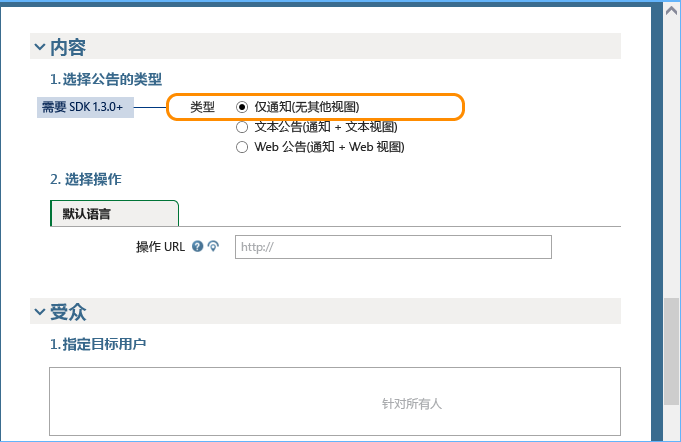 内容
1.选择公告的类型
需要 SDK 1.3.0+ 类型 仅通知(无其他视图)
文本公告(通知 + 文本视图)
Web 公告(通知 + Web 视图)
2. 选择操作
默认语言
操作 URL ? http://
受众
1.指定目标用户
针对所有人